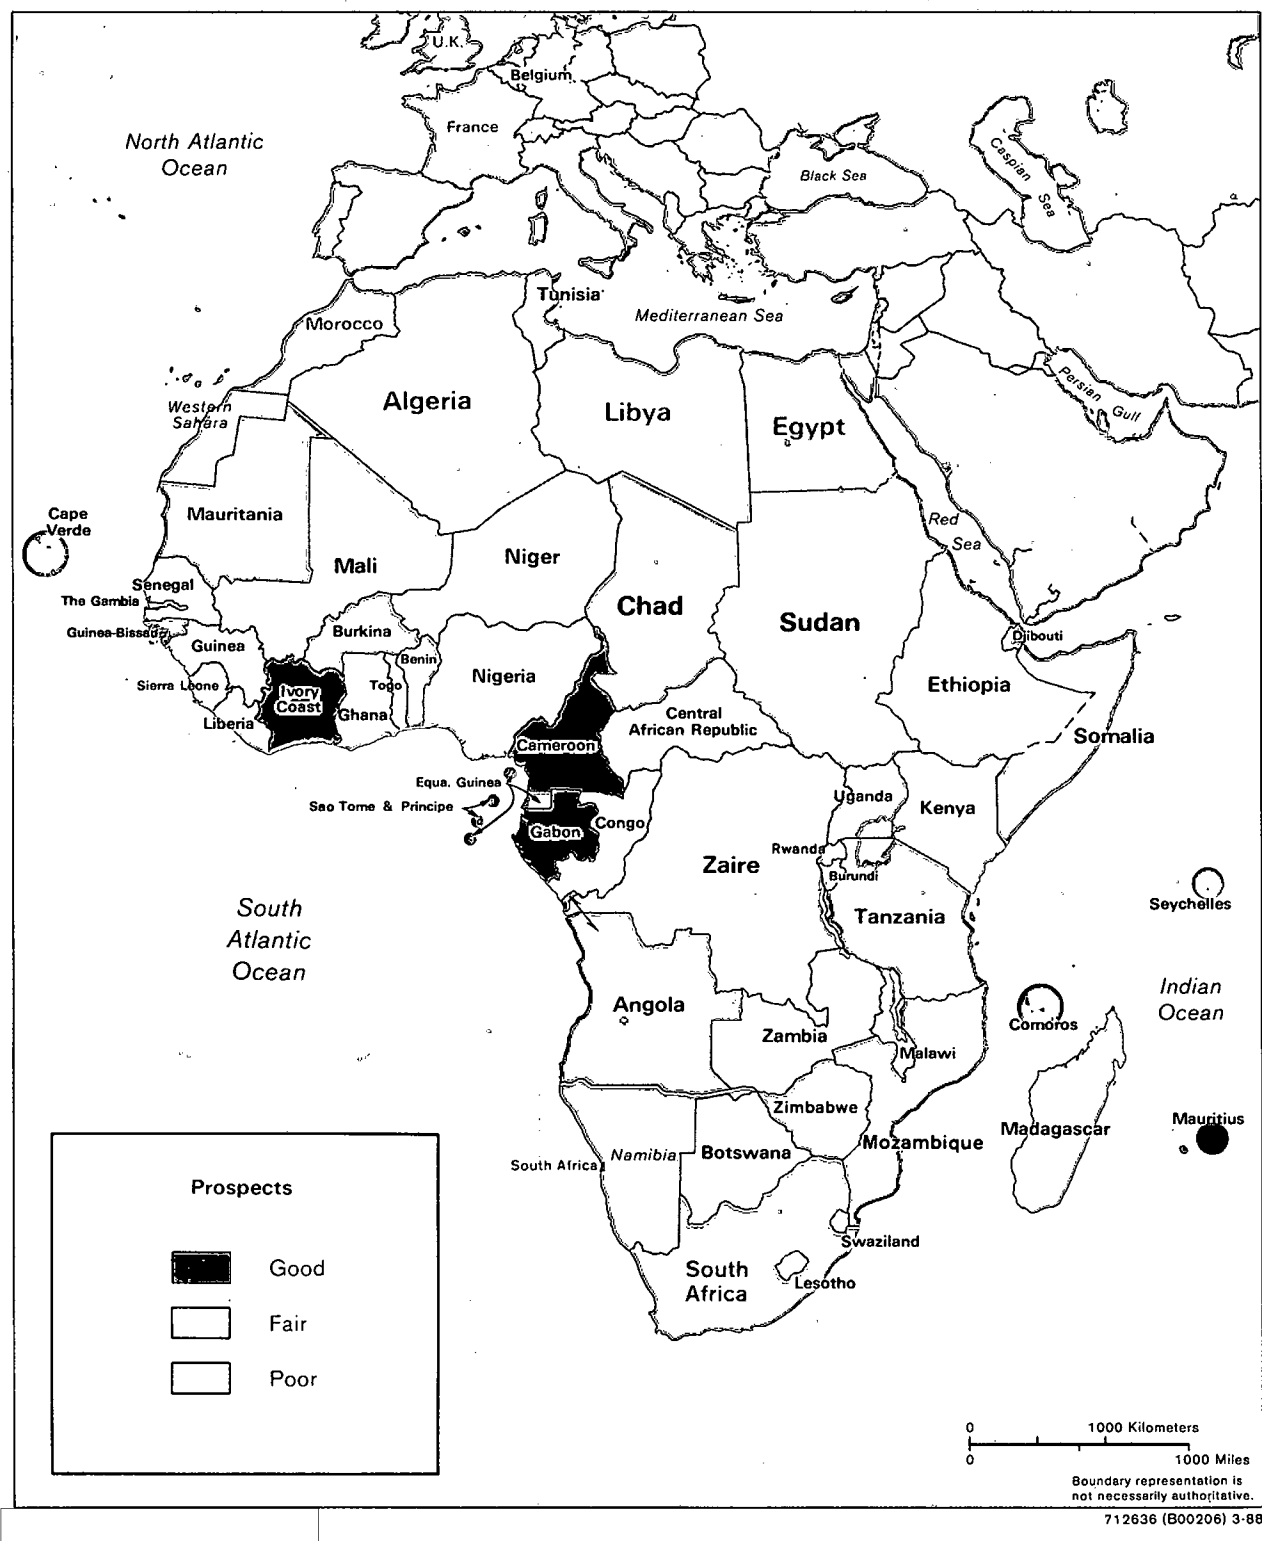 U.K.
Belgium
France
North Atlantic
Ocean
Black Sea
Caspian
Sea
Tunisia
Mediterranean Sea
Morocco
Algeria
Libya
Egypt
Persian
Gulf
Western
Sahara
Cape
Verde
Mauritania
Mali
Niger
Chad
Sudan
Red
Sea
Senegal
The Gambia
Guinea-Bissau
Guinea
Burkina
Benin
Togo
Ghana
Sierra Leone
Ivory
Coast
Liberia
Nigeria
Djibouti
Ethiopia
Somalia
Central
African Republic
Cameroon
Equa. Guinea
Sao Tome & Principe
Gabon
Congo
Uganda
Kenya
Rwanda
Burundi
Zaire
Tanzania
Seychelles
South
Atlantic
Ocean
Indian
Ocean
Angola
Zambia
Malawi
Comoros
Zimbabwe
Mozambique
Madagascar
Mauritius
South Africa
Namibia
Botswana
Swaziland
South
Africa
Lesotho
Prospects
Good
Fair
Poor
0 1000 Kilometers
0 1000 Miles
Boundary representation is
not necessarily authoritative.
712636 (B00206) 3-88